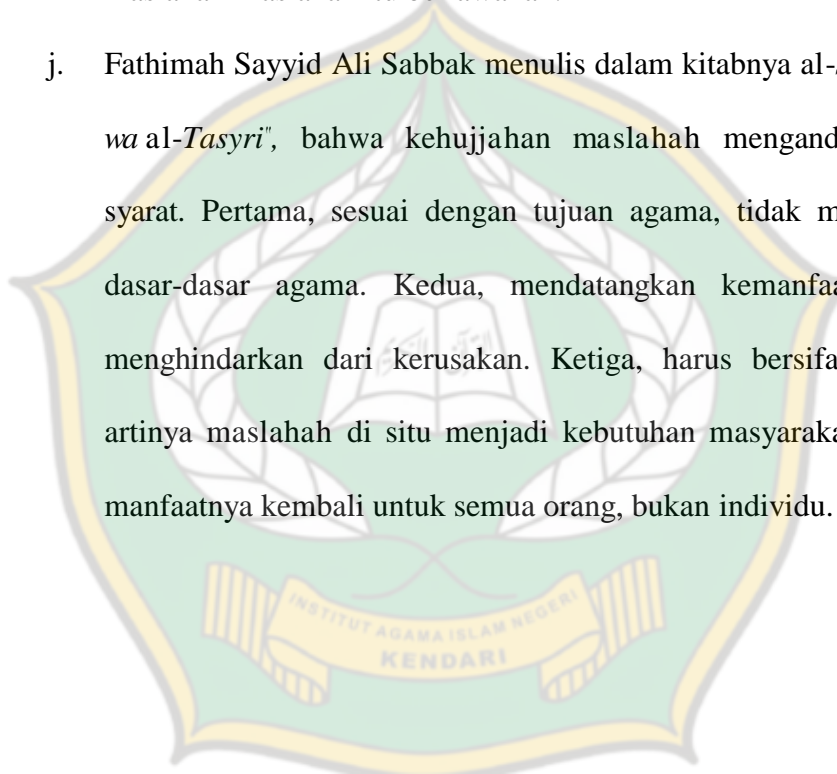 j. Fathimah Sayyid Ali Sabbak menulis dalam kitabnya al-
wa al-Tasyri", bahwa kehujjahan maslahah mengand
syarat. Pertama, sesuai dengan tujuan agama, tidak m
dasar-dasar agama. Kedua, mendatangkan kemanfaa
menghindarkan dari kerusakan. Ketiga, harus bersifa
artinya maslahah di situ menjadi kebutuhan masyaraka
manfaatnya kembali untuk semua orang, bukan individu.
INSTITUT AGAMA ISLAM NEGERI
KENDARI